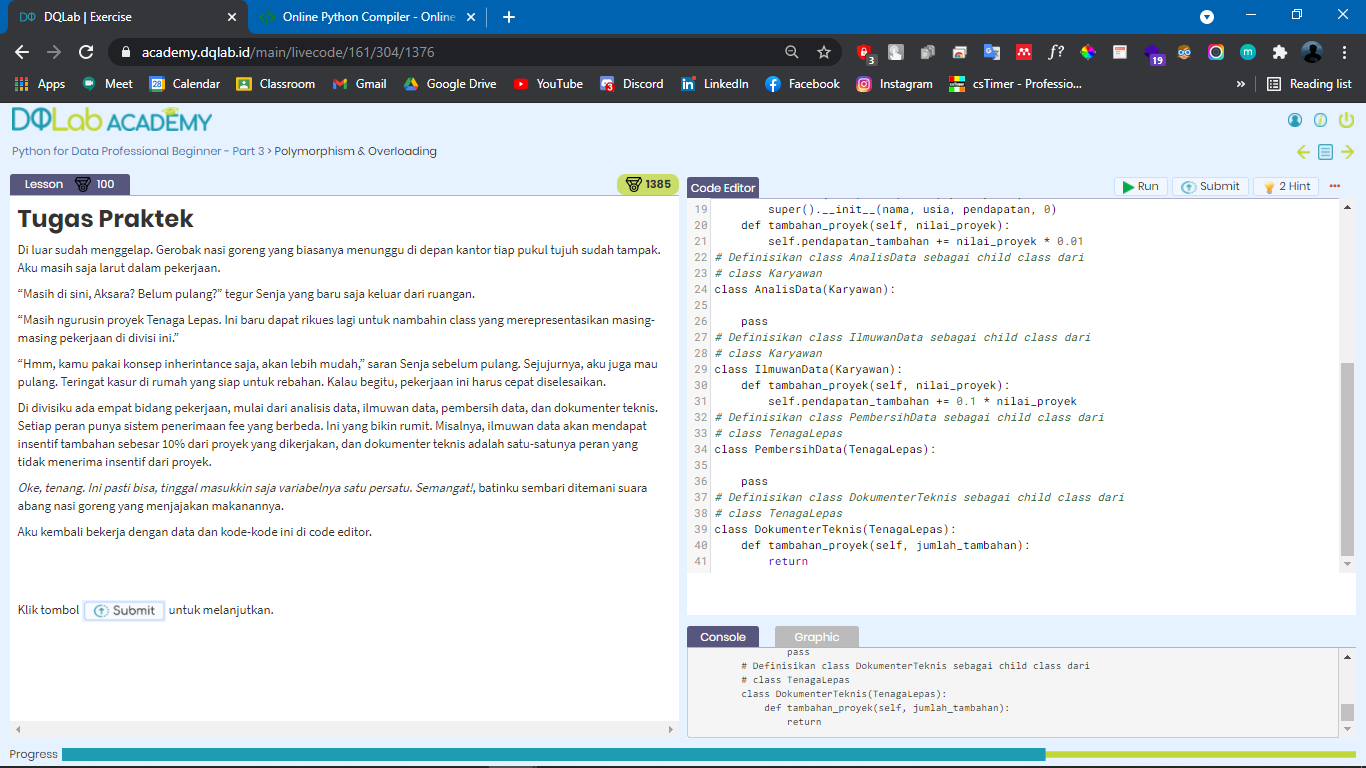 DQLab | Exercise
Online Python Compiler - Online
academy.dqlab.id/main/livecode/161/304/1376
3
19
Apps
Meet
28
Calendar
Classroom
Gmail
Google Drive
YouTube
3
Discord
LinkedIn
Facebook
Instagram
csTimer - Professio...
»
Reading list
DQLab ACADEMY
Python for Data Professional Beginner - Part 3 > Polymorphism & Overloading
Lesson 100
1385
Tugas Praktek
Di luar sudah menggelap. Gerobak nasi goreng yang biasanya menunggu di depan kantor tiap pukul tujuh sudah tampak.
Aku masih saja larut dalam pekerjaan.
“Masih di sini, Aksara? Belum pulang?” tegur Senja yang baru saja keluar dari ruangan.
“Masih ngurusin proyek Tenaga Lepas. Ini baru dapat rikues lagi untuk nambahin class yang merepresentasikan masing-
masing pekerjaan di divisi ini.”
“Hmm, kamu pakai konsep inherintance saja, akan lebih mudah,” saran Senja sebelum pulang. Sejujurnya, aku juga mau
pulang. Teringat kasur di rumah yang siap untuk rebahan. Kalau begitu, pekerjaan ini harus cepat diselesaikan.
Di divisiku ada empat bidang pekerjaan, mulai dari analisis data, ilmuwan data, pembersih data, dan dokumenter teknis.
Setiap peran punya sistem penerimaan fee yang berbeda. Ini yang bikin rumit. Misalnya, ilmuwan data akan mendapat
insentif tambahan sebesar 10% dari proyek yang dikerjakan, dan dokumenter teknis adalah satu-satunya peran yang
tidak menerima insentif dari proyek.
Oke, tenang. Ini pasti bisa, tinggal masukkin saja variabelnya satu persatu. Semangat!, batinku sembari ditemani suara
abang nasi goreng yang menjajakan makanannya.
Aku kembali bekerja dengan data dan kode-kode ini di code editor.
Klik tombol Submit untuk melanjutkan.
Code Editor
Run
Submit
2 Hint
19 super().__init__(nama, usia, pendapatan, 0)
20 def tambahan_proyek(self, nilai_proyek):
21 self.pendapatan_tambahan += nilai_proyek * 0.01
22 # Definisikan class AnalisData sebagai child class dari
23 # class Karyawan
24 class AnalisData(Karyawan):
25
26 pass
27 # Definisikan class IlmuwanData sebagai child class dari
28 # class Karyawan
29 class IlmuwanData(Karyawan):
30 def tambahan_proyek(self, nilai_proyek):
31 self.pendapatan_tambahan += 0.1 * nilai_proyek
32 # Definisikan class PembersihData sebagai child class dari
33 # class TenagaLepas
34 class PembersihData(TenagaLepas):
35
36 pass
37 # Definisikan class DokumenterTeknis sebagai child class dari
38 # class TenagaLepas
39 class DokumenterTeknis(TenagaLepas):
40 def tambahan_proyek(self, jumlah_tambahan):
41 return
Console
Graphic
pass
# Definisikan class DokumenterTeknis sebagai child class dari
# class TenagaLepas
class DokumenterTeknis(TenagaLepas):
def tambahan_proyek(self, jumlah_tambahan):
return
Progress